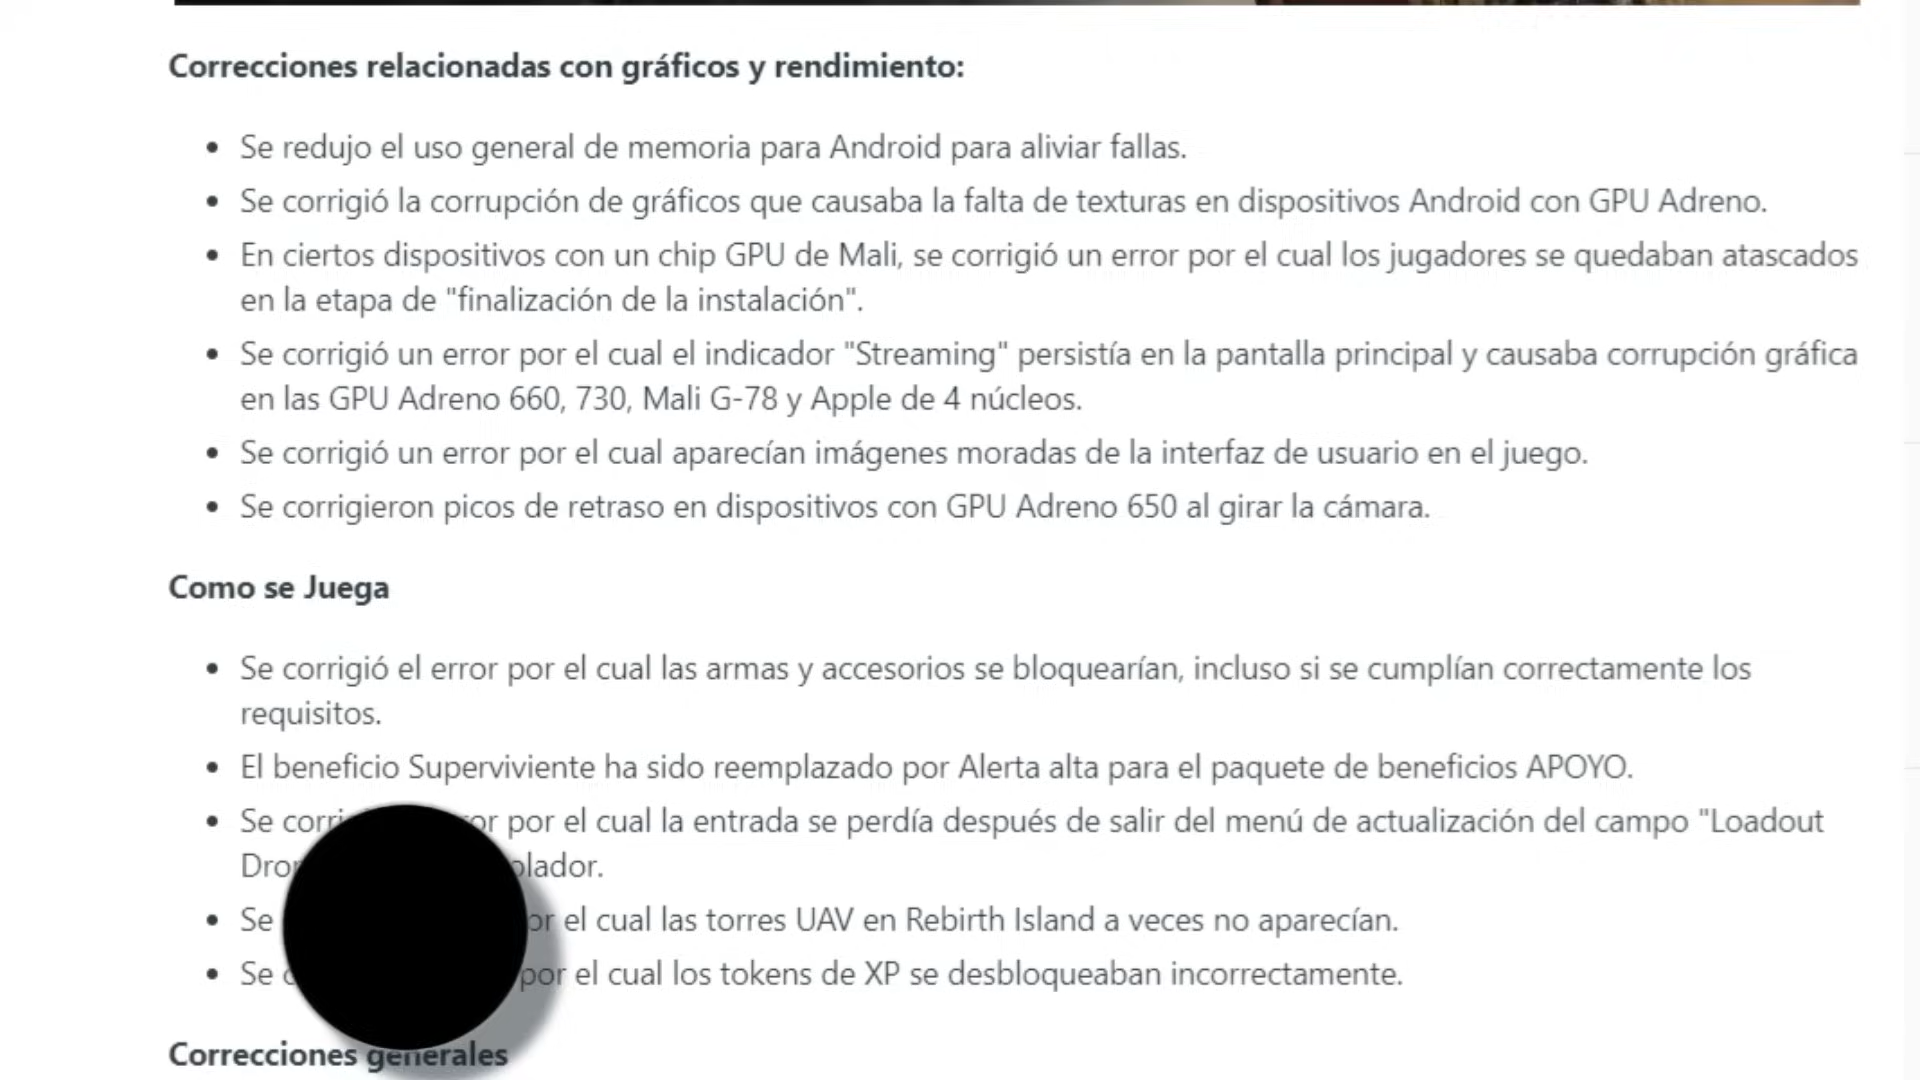 Correcciones relacionadas con gráficos y rendimiento:
Se redujo el uso general de memoria para Android para aliviar fallas.
Se corrigió la corrupción de gráficos que causaba la falta de texturas en dispositivos Android con GPU Adreno.
En ciertos dispositivos con un chip GPU de Mali, se corrigió un error por el cual los jugadores se quedaban atascados
en la etapa de "finalización de la instalación".
Se corrigió un error por el cual el indicador "Streaming" persistía en la pantalla principal y causaba corrupción gráfica
en las GPU Adreno 660, 730, Mali G-78 y Apple de 4 núcleos.
Se corrigió un error por el cual aparecían imágenes moradas de la interfaz de usuario en el juego.
Se corrigieron picos de retraso en dispositivos con GPU Adreno 650 al girar la cámara.
Como se Juega
Se corrigió el error por el cual las armas y accesorios se bloquearían, incluso si se cumplían correctamente los
requisitos.
El beneficio Superviviente ha sido reemplazado por Alerta alta para el paquete de beneficios APOYO.
Se por el cual la entrada se perdía después de salir del menú de actualización del campo "Loadout
Se el cual las torres UAV en Rebirth Island a veces no aparecían.
Se por el cual los tokens de XP se desbloqueaban incorrectamente.
Correcciones generales